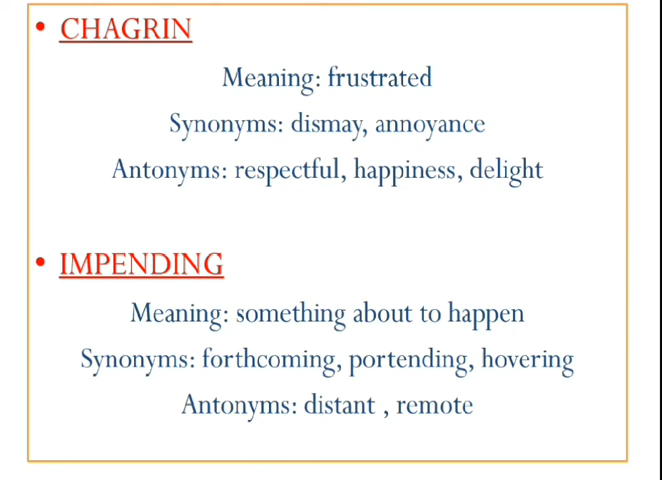 • CHAGRIN
Meaning: frustrated
Synonyms: dismay, annoyance
Antonyms: respectful, happiness, delight
• IMPENDING
Meaning: something about to happen
Synonyms: forthcoming, portending, hovering
Antonyms: distant , remote